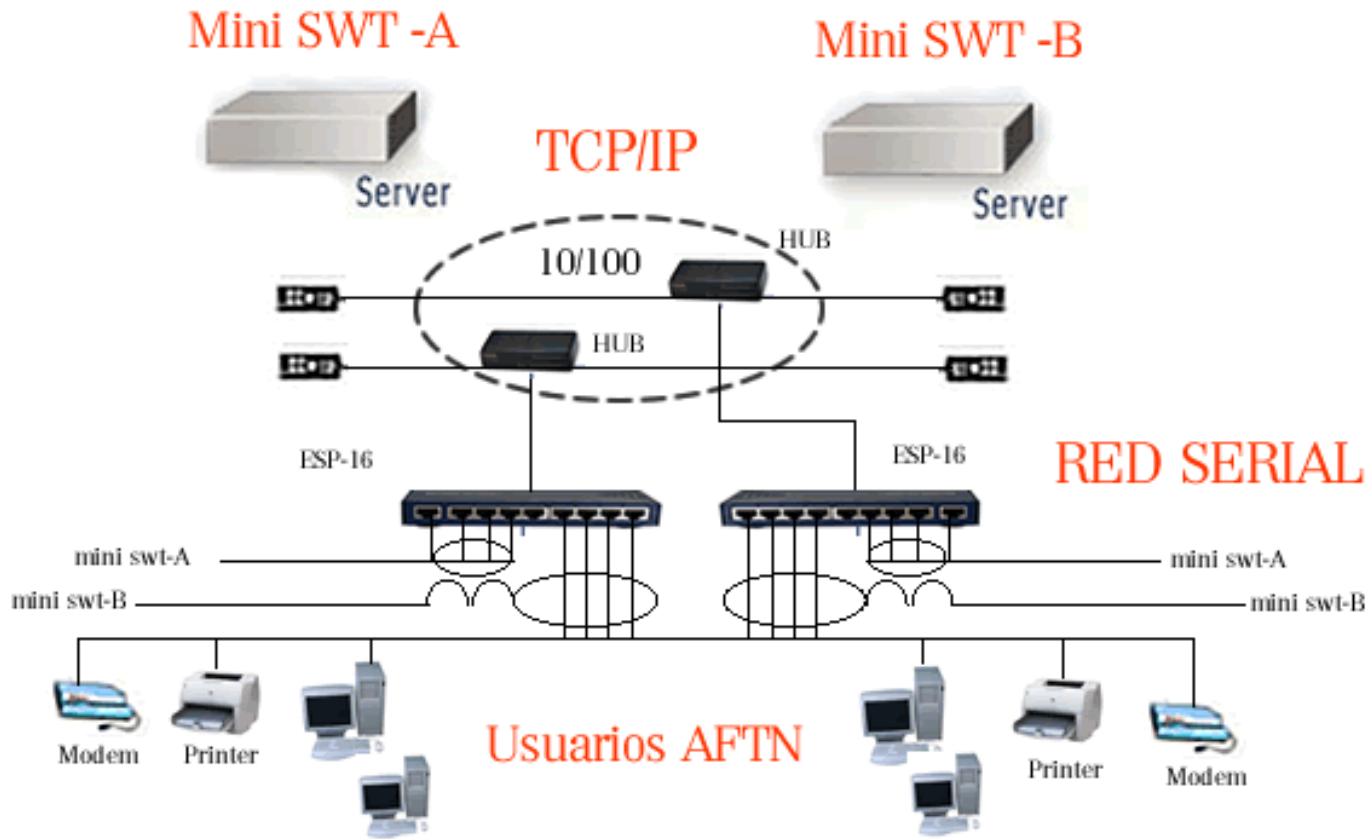 Mini SWT -A
Mini SWT -B
TCP/IP
Server
Server
HUB
10/100
HUB
ESP-16
ESP-16
RED SERIAL
mini swt-A
mini swt-A
mini swt-B
mini swt-B
Modem
Printer
Usuarios AFTN
Printer
Modem